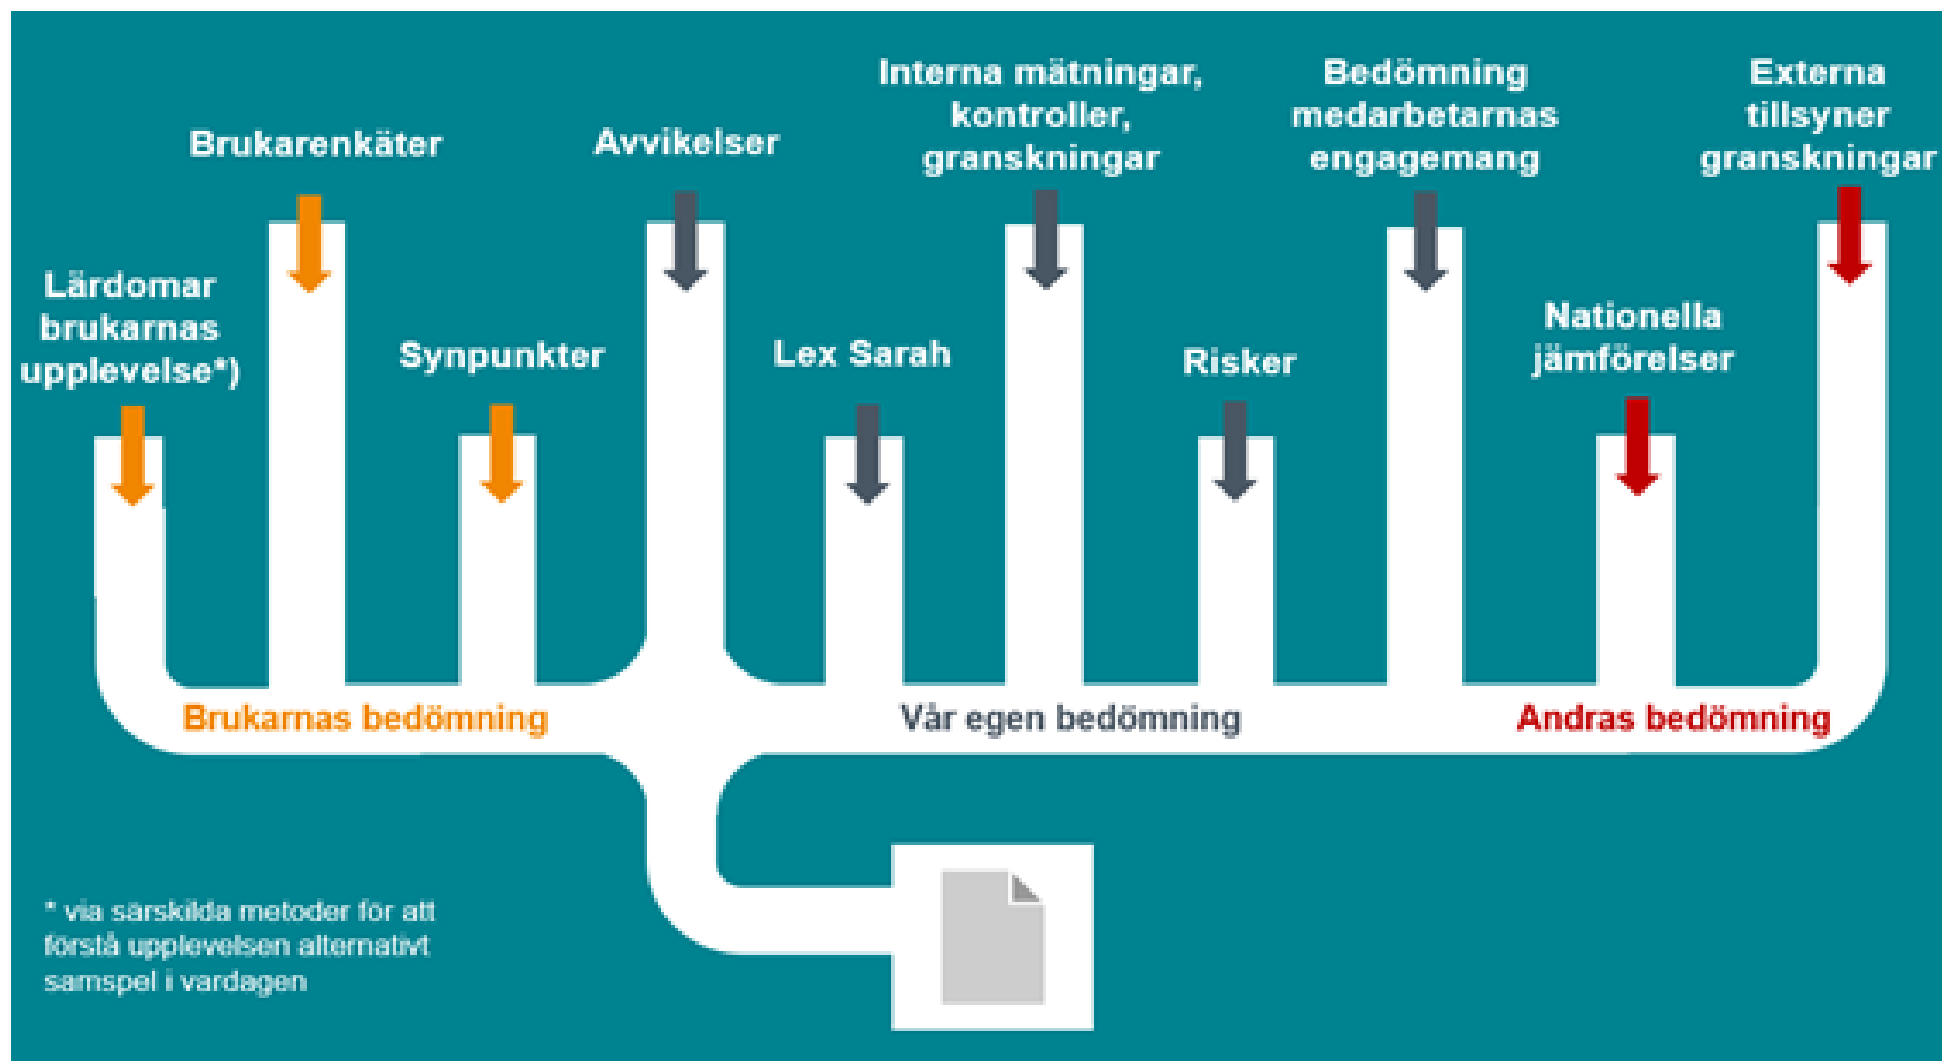 Lärdomar
brukarnas
upplevelse*)
Brukarenkäter
Synpunkter
Avvikelser
Lex Sarah
Interna mätningar,
kontroller,
granskningar
Risker
Bedömning
medarbetarnas
engagemang
Nationella
jämförelser
Externa
tillsyner
granskningar
Brukarnas bedömning
Vår egen bedömning
Andras bedömning
* via särskilda metoder för att
förstå upplevelsen alternativt
samspel i vardagen